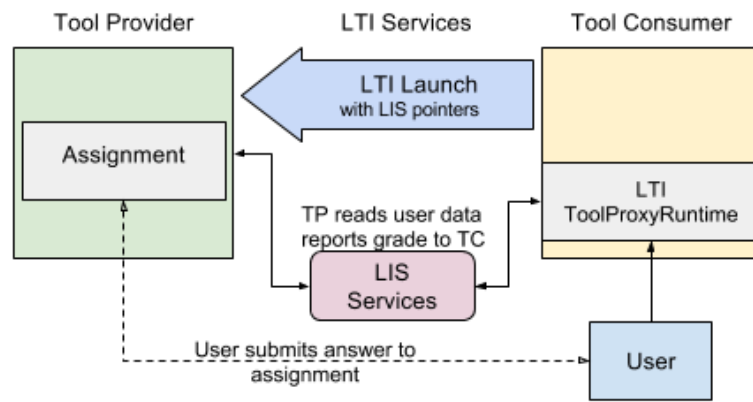 Tool Provider
LTI Services
Tool Consumer
LTI Launch
with LIS pointers
Assignment
LTI
ToolProxyRuntime
TP reads user data
reports grade to TC
LIS
Services
User submits answer to
assignment
User